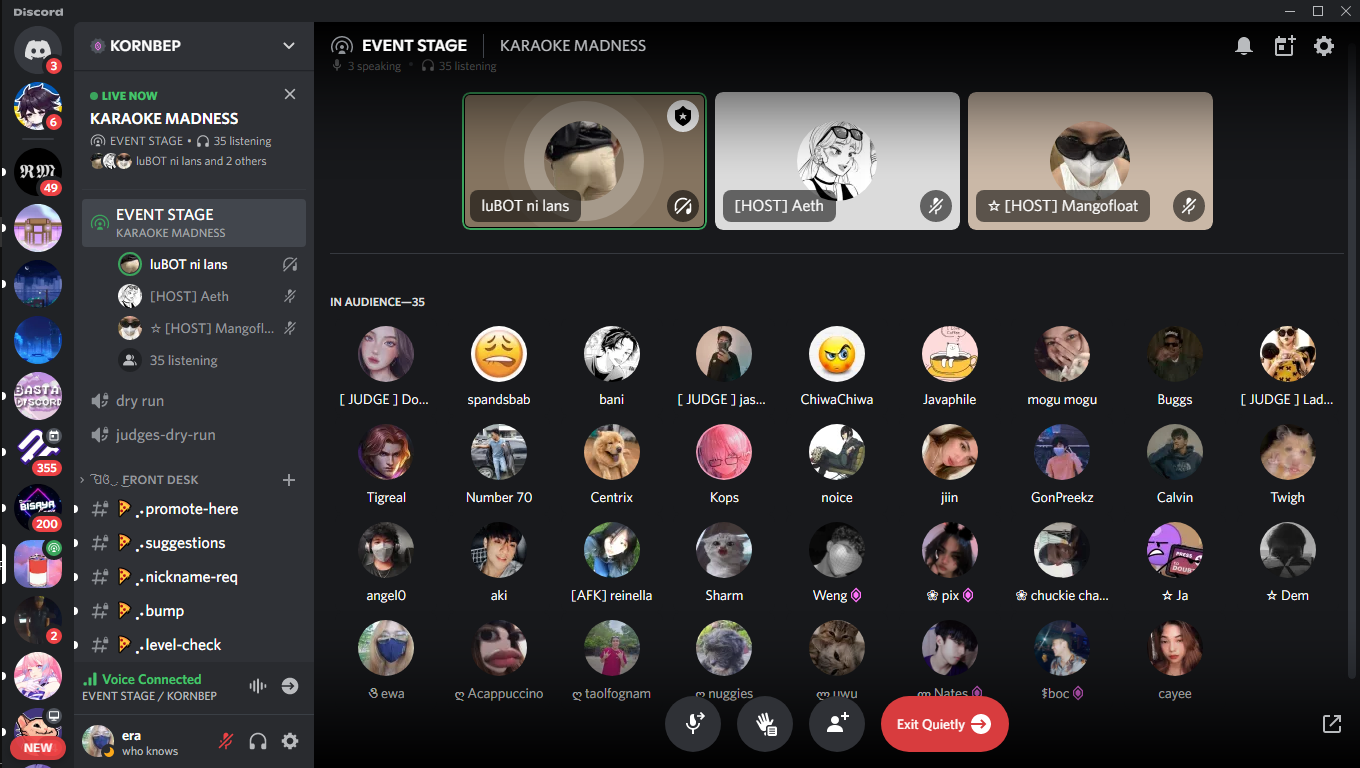 Discord
3
6
RM
49
BASTA
DISCORD
355
BISAYA
200
2
NEW
KORNBEP
LIVE NOW
KARAOKE MADNESS
EVENT STAGE • 35 listening
luBOT ni lans and 2 others
EVENT STAGE
KARAOKE MADNESS
luBOT ni lans
[HOST] Aeth
☆ [HOST] Mangofl...
35 listening
dry run
judges-dry-run
FRONT DESK
promote-here
suggestions
nickname-req
bump
level-check
Voice Connected
EVENT STAGE / KORNBEP
era
who knows
EVENT STAGE
KARAOKE MADNESS
3 speaking • 35 listening
luBOT ni lans
[HOST] Aeth
☆ [HOST] Mangofloat
IN AUDIENCE—35
[ JUDGE ] Do...
spandsbab
bani
[ JUDGE ] jas...
ChiwaChiwa
Javaphile
mogu mogu
Buggs
[ JUDGE ] Lad...
Tigreal
Number 70
Centrix
Kops
noice
jiin
GonPreekz
Calvin
Twigh
angel0
aki
[AFK] reinella
Sharm
Weng
❀ pix
❀ chuckie cha...
☆ Ja
☆ Dem
ewa
ღ Acappuccino
ღ taolfognam
ღ nuggies
ღ uwu
ღ Nates
boc
cayee
Exit Quietly